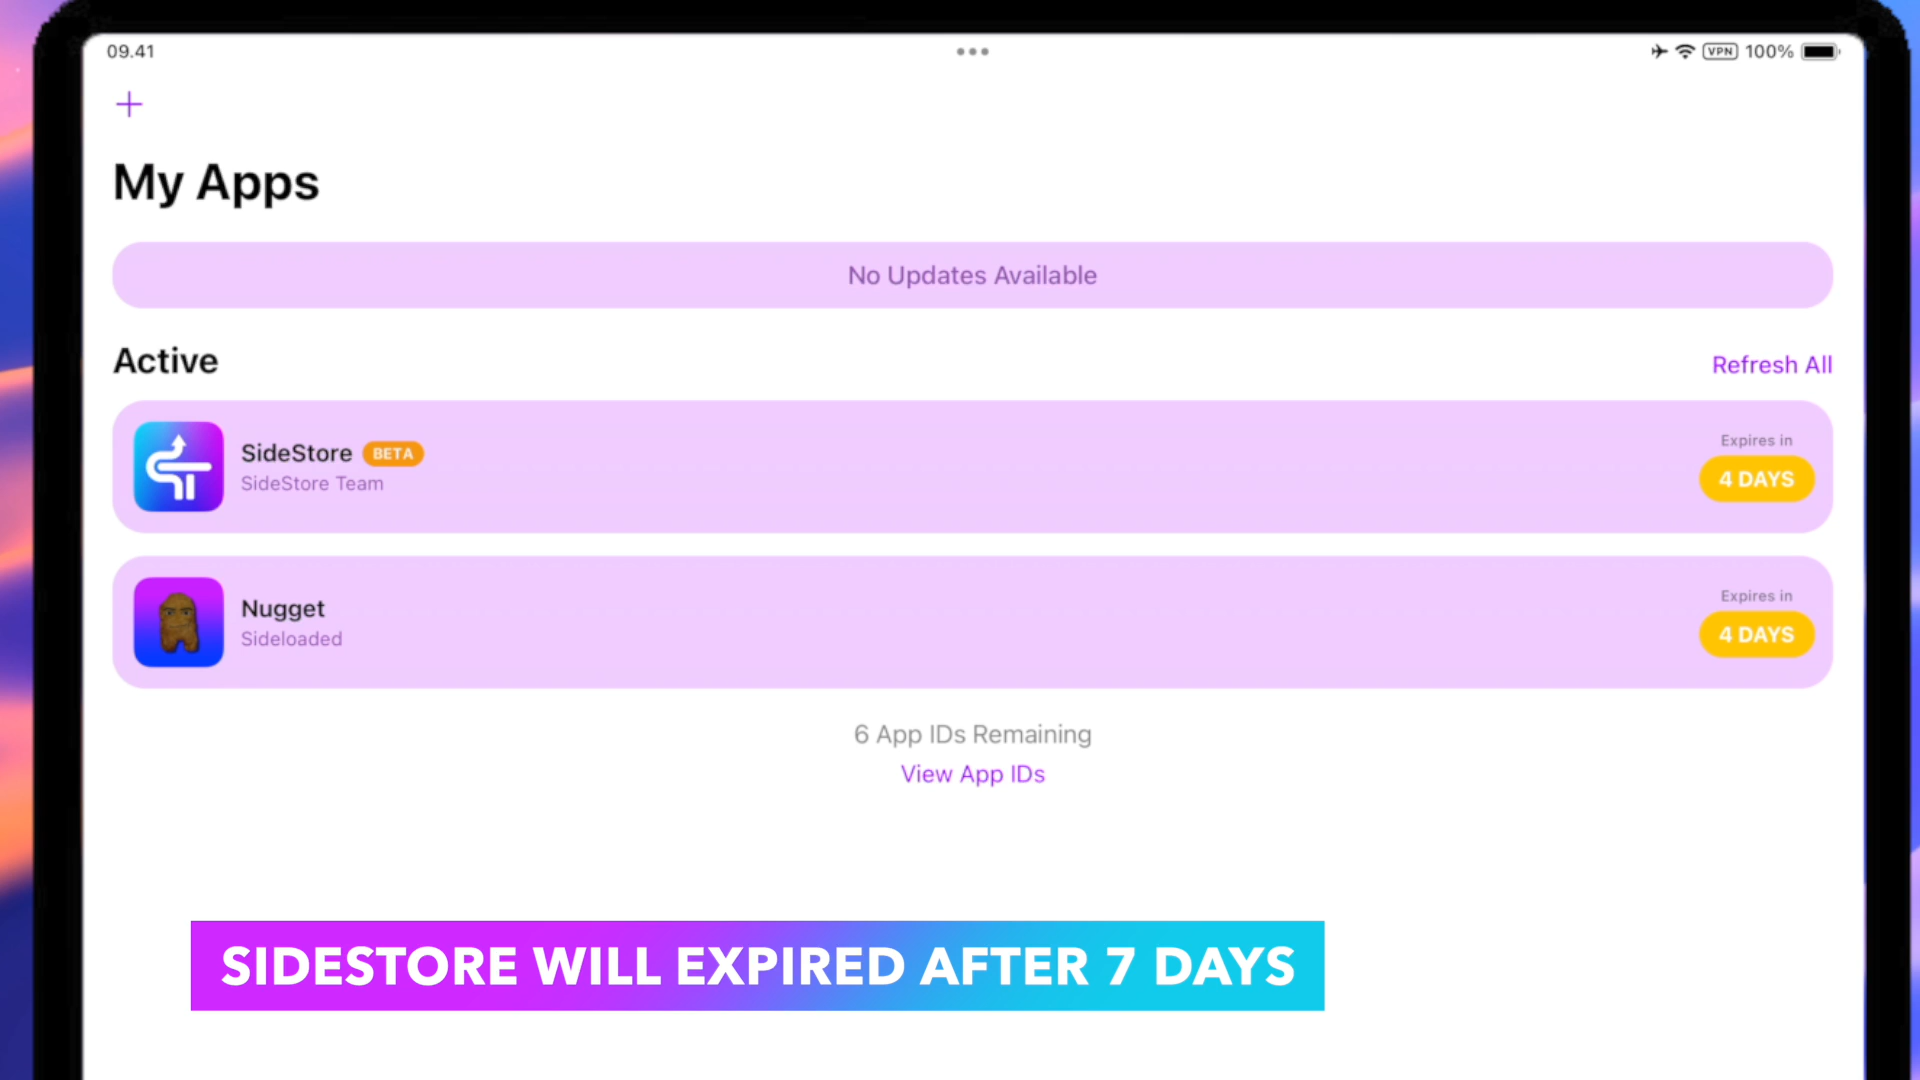 09.41
VPN 100%
My Apps
No Updates Available
Active
Refresh All
SideStore BETA
SideStore Team
Expires in
4 DAYS
Nugget
Sideloaded
Expires in
4 DAYS
6 App IDs Remaining
View App IDs
SIDESTORE WILL EXPIRED AFTER 7 DAYS